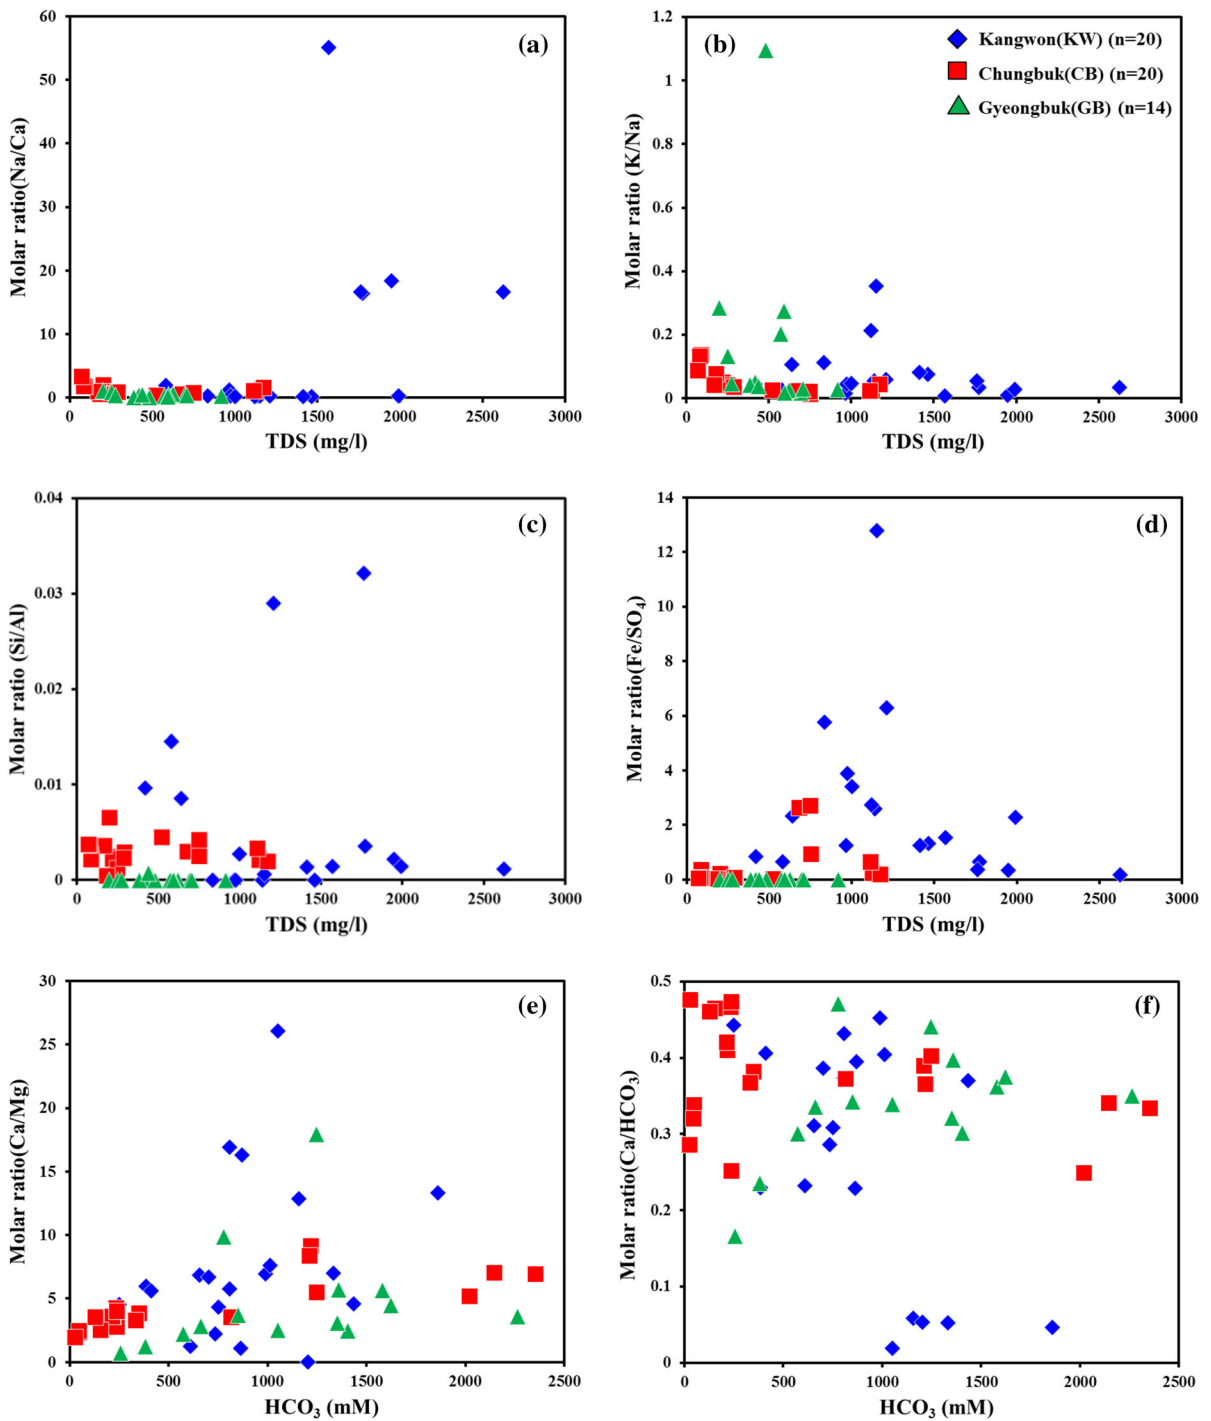 (a)
Molar ratio(Na/Ca)
60
50
40
30
20
10
0
0 500 1000 1500 2000 2500 3000
TDS (mg/l)
(b)
Kangwon(KW) (n=20)
Chungbuk(CB) (n=20)
Gyeongbuk(GB) (n=14)
Molar ratio (K/Na)
1.2
1
0.8
0.6
0.4
0.2
0
0 500 1000 1500 2000 2500 3000
TDS (mg/l)
(c)
Molar ratio (Si/Al)
0.04
0.03
0.02
0.01
0
0 500 1000 1500 2000 2500 3000
TDS (mg/l)
(d)
Molar ratio(Fe/SO₄)
14
12
10
8
6
4
2
0
0 500 1000 1500 2000 2500 3000
TDS (mg/l)
(e)
Molar ratio(Ca/Mg)
30
25
20
15
10
5
0
0 500 1000 1500 2000 2500
HCO₃ (mM)
(f)
Molar ratio(Ca/HCO₃)
0.5
0.4
0.3
0.2
0.1
0
0 500 1000 1500 2000 2500
HCO₃ (mM)